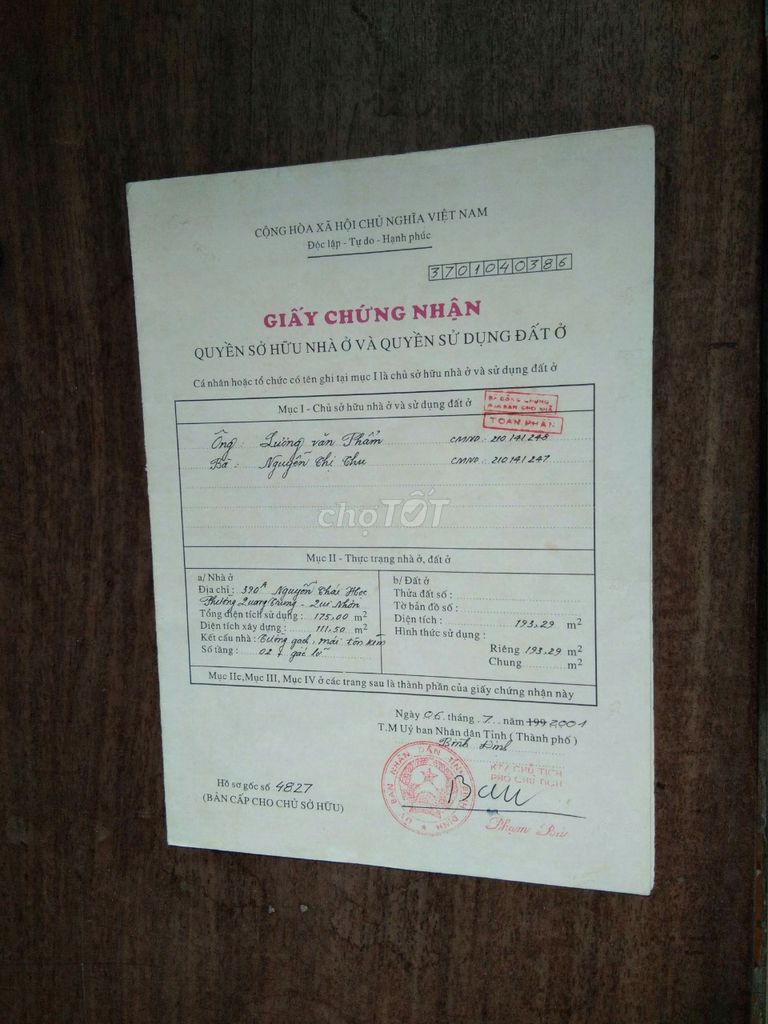 CỘNG HÒA XÃ HỘI CHỦ NGHĨA VIỆT NAM
Độc lập - Tự do - Hạnh phúc
3701040386
GIẤY CHỨNG NHẬN
QUYỀN SỞ HỮU NHÀ Ở VÀ QUYỀN SỬ DỤNG ĐẤT Ở
Cá nhân hoặc tổ chức có tên ghi tại mục I là chủ sở hữu nhà ở và sử dụng đất ở
Mục I - Chủ sở hữu nhà ở và sử dụng đất ở
TOÀN PHẦN
Ông : Lương văn Phẩm CMND : 210141248
Bà : Nguyễn Thị Thu CMND : 210141247
chợTỐT
Mục II - Thực trạng nhà ở, đất ở
a/ Nhà ở
Địa chỉ : 390A Nguyễn Thái Học
Phường Quang Trung - Qui Nhơn
Tổng diện tích sử dụng : 175,00 m2
Diện tích xây dựng : 111,50 m2
Kết cấu nhà : Tường gạch, mái tôn
Số tầng : 02 + gác lỡ
b/ Đất ở
Thửa đất số :
Tờ bản đồ số :
Diện tích : 193,29 m2
Hình thức sử dụng :
Riêng 193,29 m2
Chung m2
Mục IIc,Mục III, Mục IV ở các trang sau là thành phần của giấy chứng nhận này
Ngày 06 tháng 7 năm 199 2001
T.M Uỷ ban Nhân dân Tỉnh ( Thành phố )
Bình Định
KT/ CHỦ TỊCH
PHÓ CHỦ TỊCH
Hồ sơ gốc số 4827
(BẢN CẤP CHO CHỦ SỞ HỮU)
Phạm